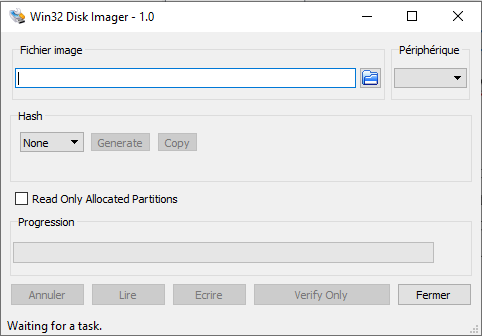 Win32 Disk Imager - 1.0
Fichier image
Périphérique
Hash
None
Generate
Copy
Read Only Allocated Partitions
Progression
Annuler
Lire
Ecrire
Verify Only
Fermer
Waiting for a task.